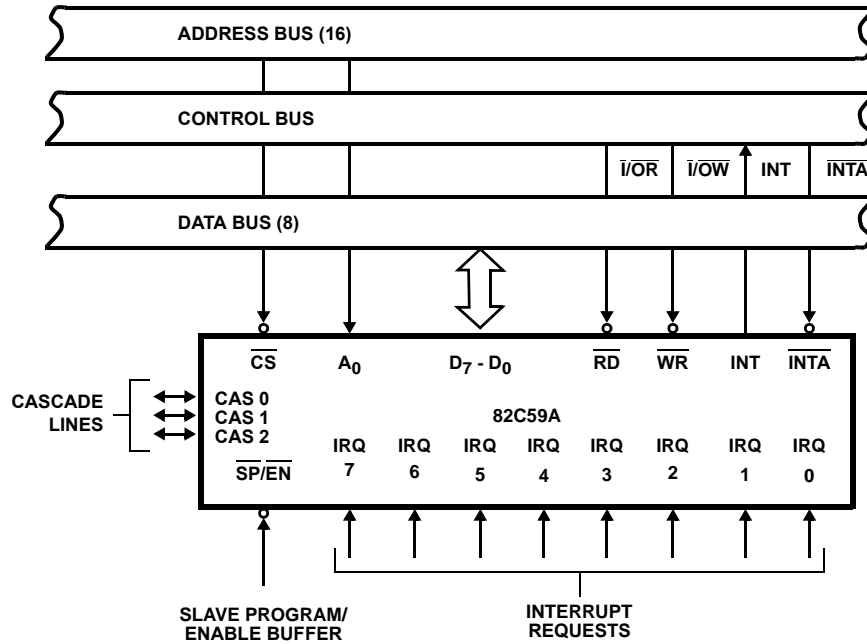 ADDRESS BUS (16)
CONTROL BUS
I/OR I/OW INT INTA
DATA BUS (8)
CS A0 D7 - D0 RD WR INT INTA
CASCADE
LINES
CAS 0
CAS 1
CAS 2
82C59A
IRQ IRQ IRQ IRQ IRQ IRQ IRQ IRQ
SP/EN 7 6 5 4 3 2 1 0
SLAVE PROGRAM/
ENABLE BUFFER
INTERRUPT
REQUESTS